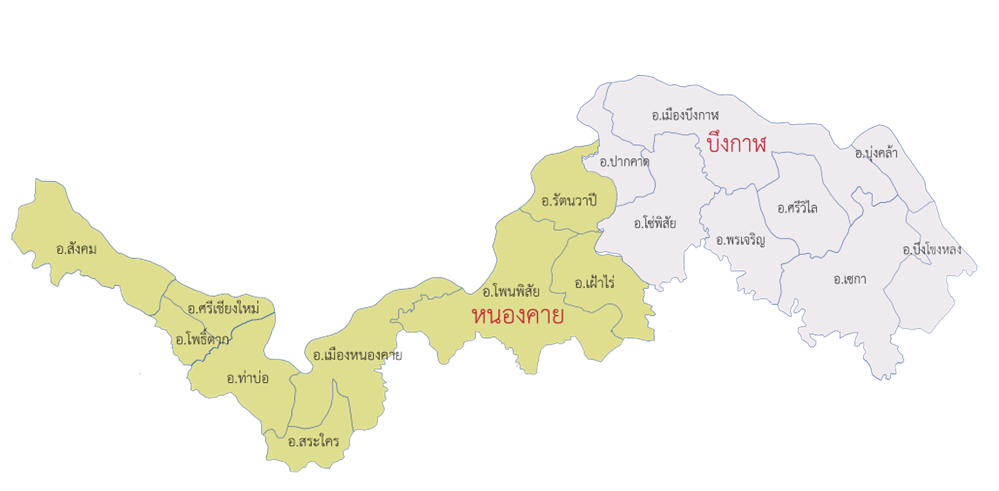 อ.เมืองบึงกาฬ
บึงกาฬ
อ.บุ่งคล้า
อ.ปากคาด
อ.รัตนวาปี
อ.ศรีวิไล
อ.โซ่พิสัย
อ.พรเจริญ
อ.สังคม
อ.บึงโขงหลง
อ.เซกา
อ.เฝ้าไร่
อ.โพนพิสัย
หนองคาย
อ.ศรีเชียงใหม่
อ.โพธิ์ตาก
อ.เมืองหนองคาย
อ.ท่าบ่อ
อ.สระใคร